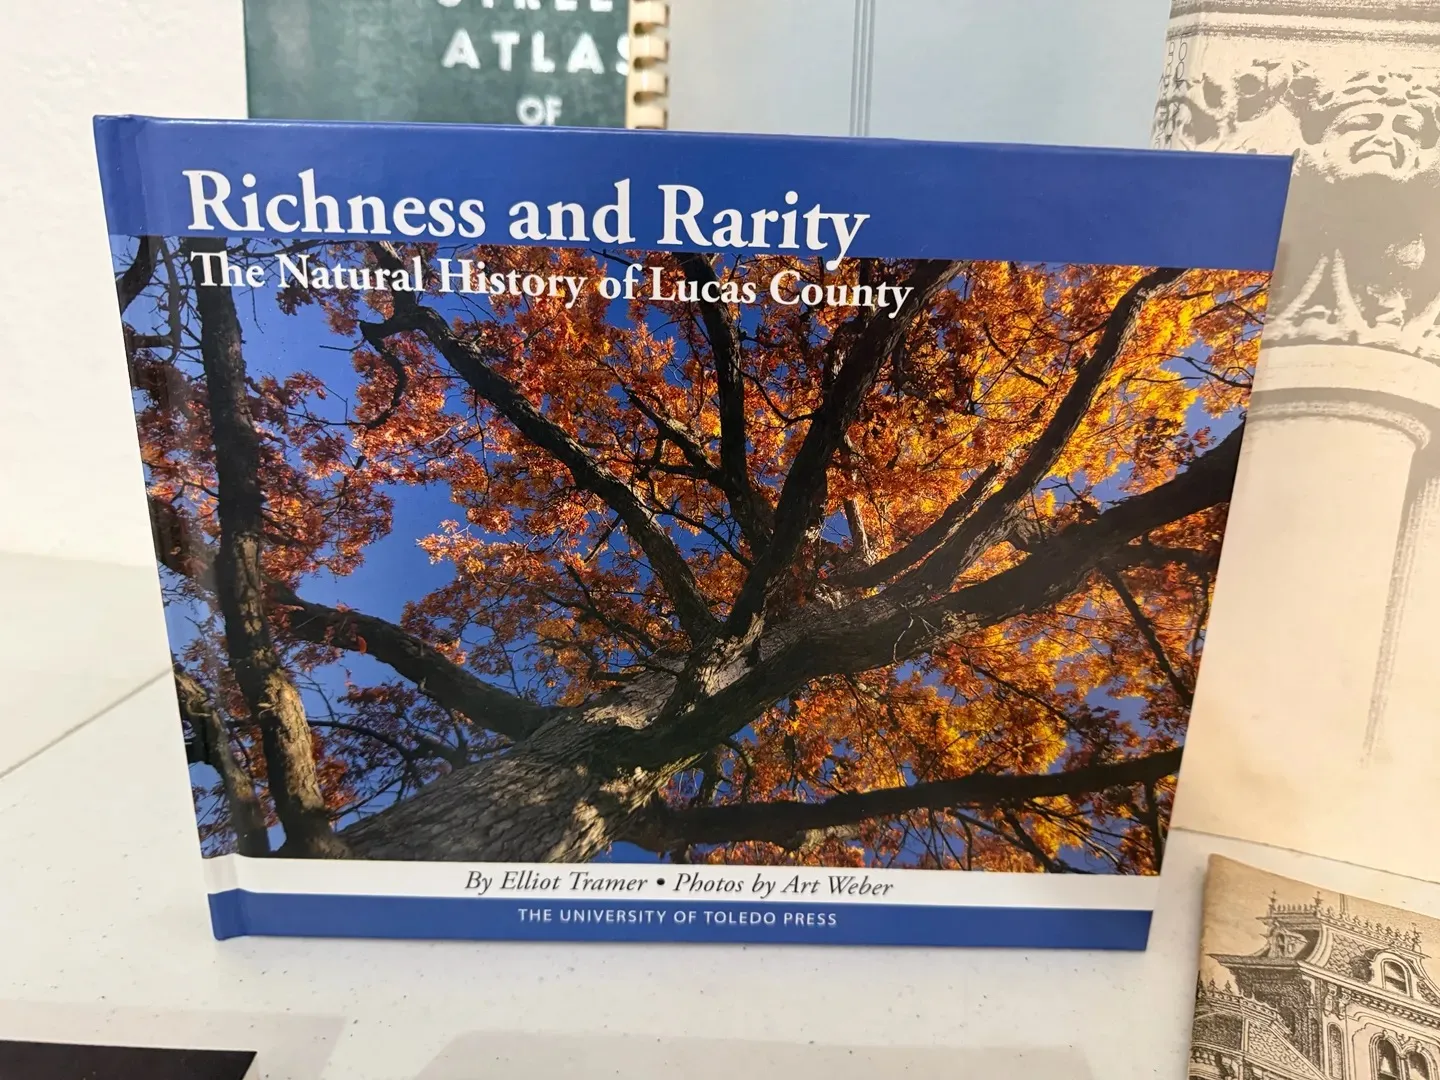 ATLAS
OF
Richness and Rarity
The Natural History of Lucas County
By Elliot Tramer • Photos by Art Weber
THE UNIVERSITY OF TOLEDO PRESS